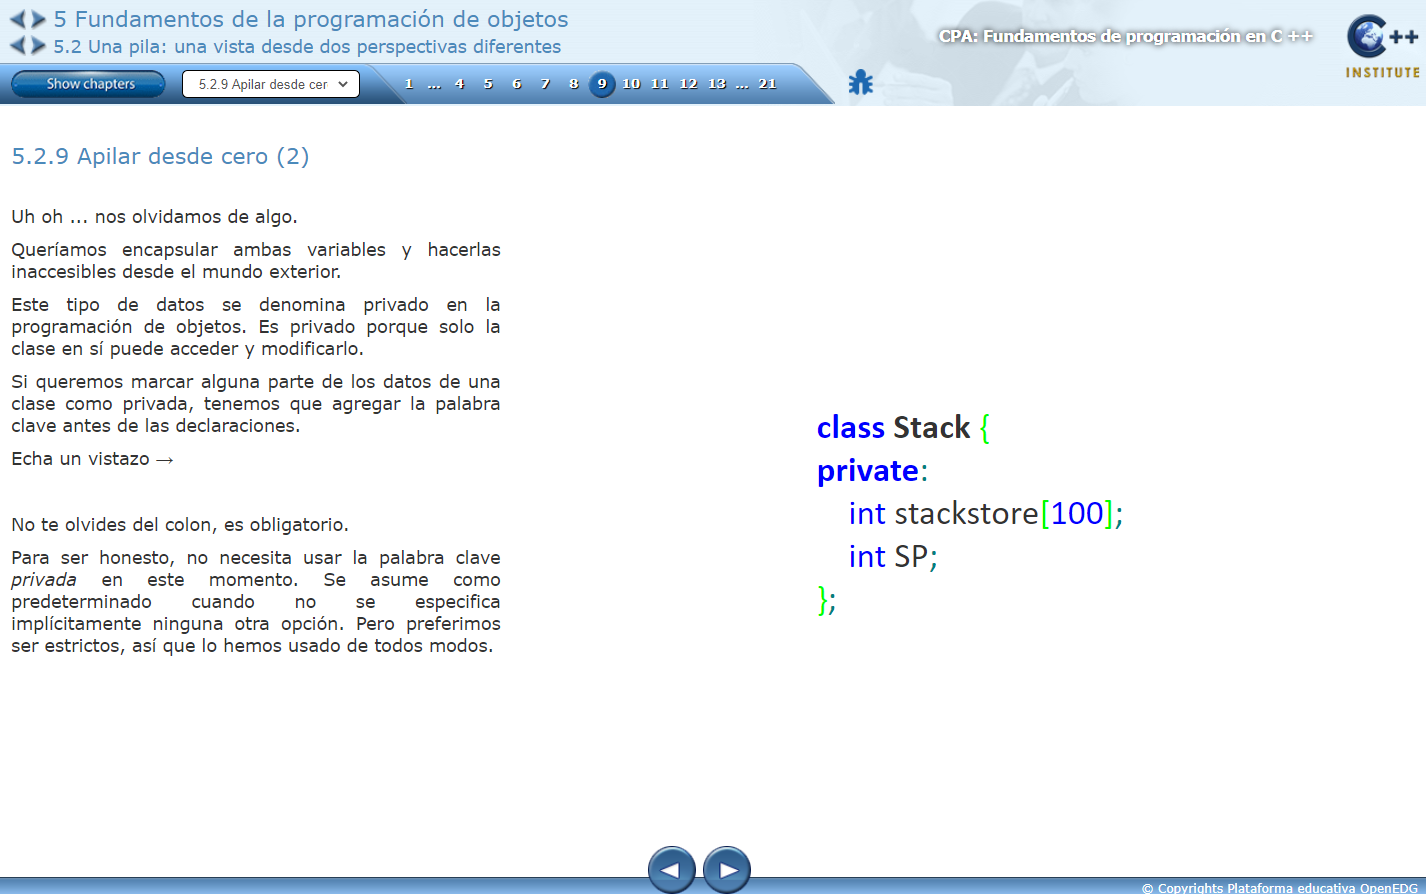 5 Fundamentos de la programación de objetos
5.2 Una pila: una vista desde dos perspectivas diferentes
CPA: Fundamentos de programación en C ++
C++
INSTITUTE
Show chapters
5.2.9 Apilar desde cer
1 ... 4 5 6 7 8 9 10 11 12 13 ... 21
5.2.9 Apilar desde cero (2)
Uh oh ... nos olvidamos de algo.
Queríamos encapsular ambas variables y hacerlas
inaccesibles desde el mundo exterior.
Este tipo de datos se denomina privado en la
programación de objetos. Es privado porque solo la
clase en sí puede acceder y modificarlo.
Si queremos marcar alguna parte de los datos de una
clase como privada, tenemos que agregar la palabra
clave antes de las declaraciones.
Echa un vistazo →
No te olvides del colon, es obligatorio.
Para ser honesto, no necesita usar la palabra clave
privada en este momento. Se asume como
predeterminado cuando no se especifica
implícitamente ninguna otra opción. Pero preferimos
ser estrictos, así que lo hemos usado de todos modos.
class Stack {
private:
int stackstore[100];
int SP;
};
© Copyrights Plataforma educativa OpenEDG